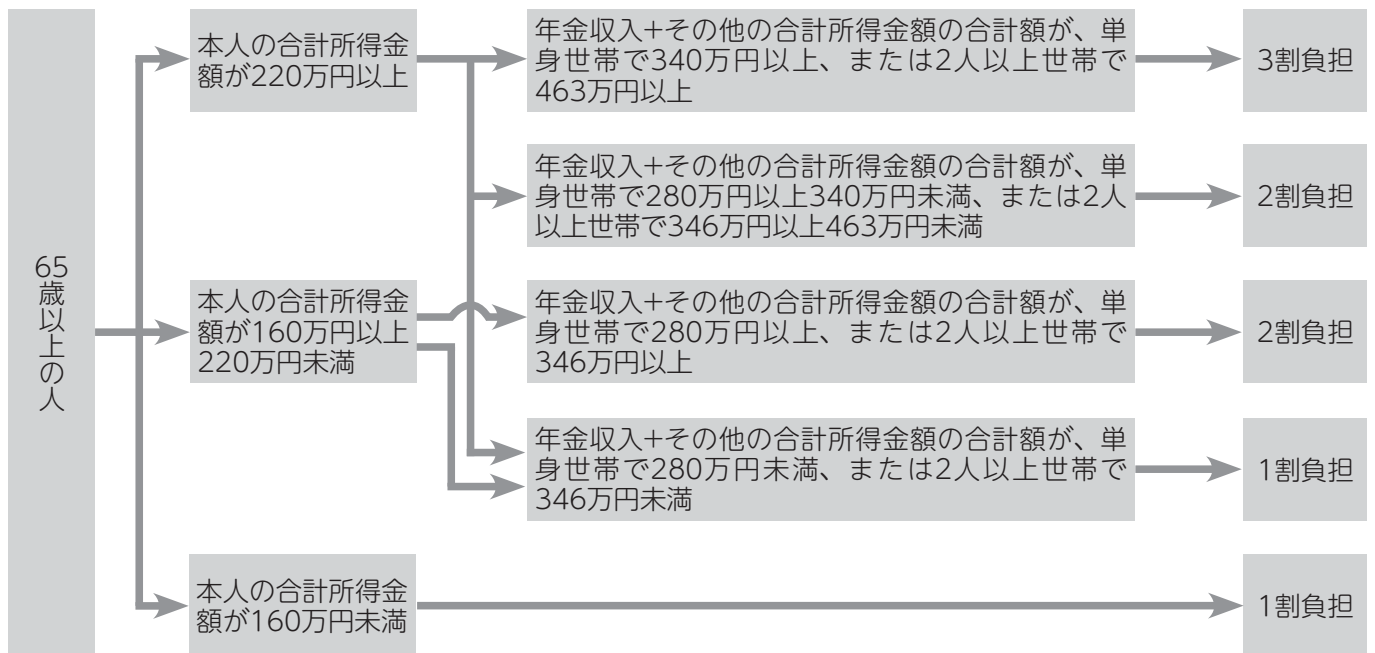 65歳以上の人
本人の合計所得金
額が220万円以上
年金収入+その他の合計所得金額の合計額が、単
身世帯で340万円以上、または2人以上世帯で
463万円以上
3割負担
年金収入+その他の合計所得金額の合計額が、単
身世帯で280万円以上340万円未満、または2人
以上世帯で346万円以上463万円未満
2割負担
本人の合計所得金
額が160万円以上
220万円未満
年金収入+その他の合計所得金額の合計額が、単
身世帯で280万円以上、または2人以上世帯で
346万円以上
2割負担
年金収入+その他の合計所得金額の合計額が、単
身世帯で280万円未満、または2人以上世帯で
346万円未満
1割負担
本人の合計所得金
額が160万円未満
1割負担